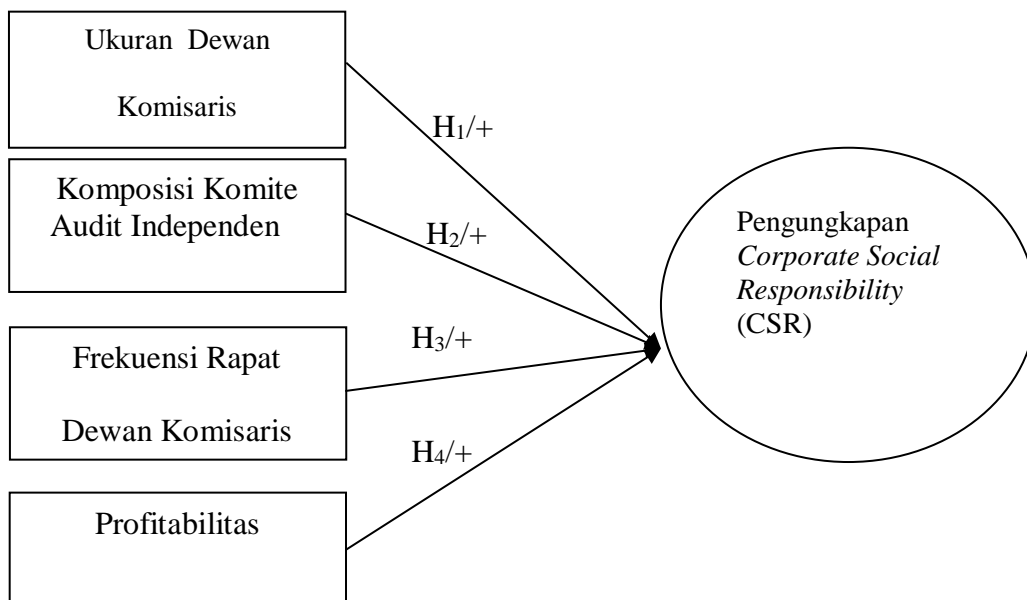 Ukuran Dewan
Komisaris
H1/+
Komposisi Komite
Audit Independen
H2/+
Pengungkapan
Corporate Social
Responsibility
(CSR)
Frekuensi Rapat
Dewan Komisaris
H3/+
H4/+
Profitabilitas